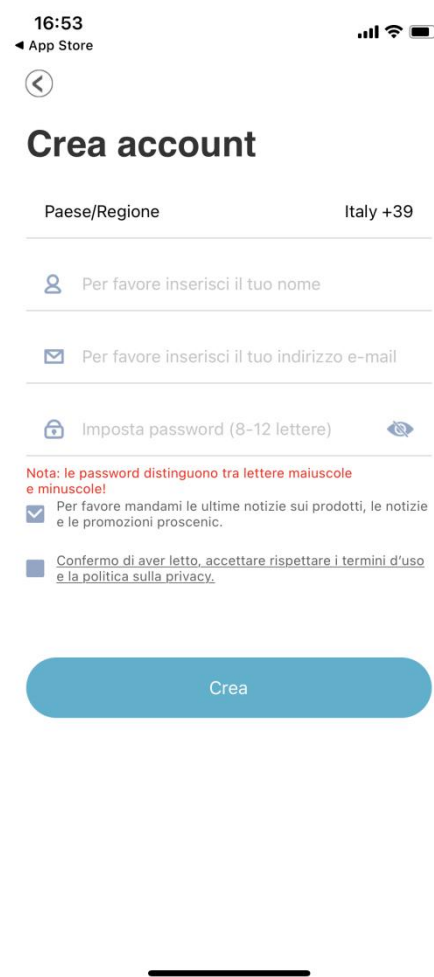 16:53
◀ App Store
Crea account
Paese/Regione Italy +39
Per favore inserisci il tuo nome
Per favore inserisci il tuo indirizzo e-mail
Imposta password (8-12 lettere)
Nota: le password distinguono tra lettere maiuscole
e minuscole!
Per favore mandami le ultime notizie sui prodotti, le notizie
e le promozioni proscenic.
Confermo di aver letto, accettare rispettare i termini d'uso
e la politica sulla privacy.
Crea